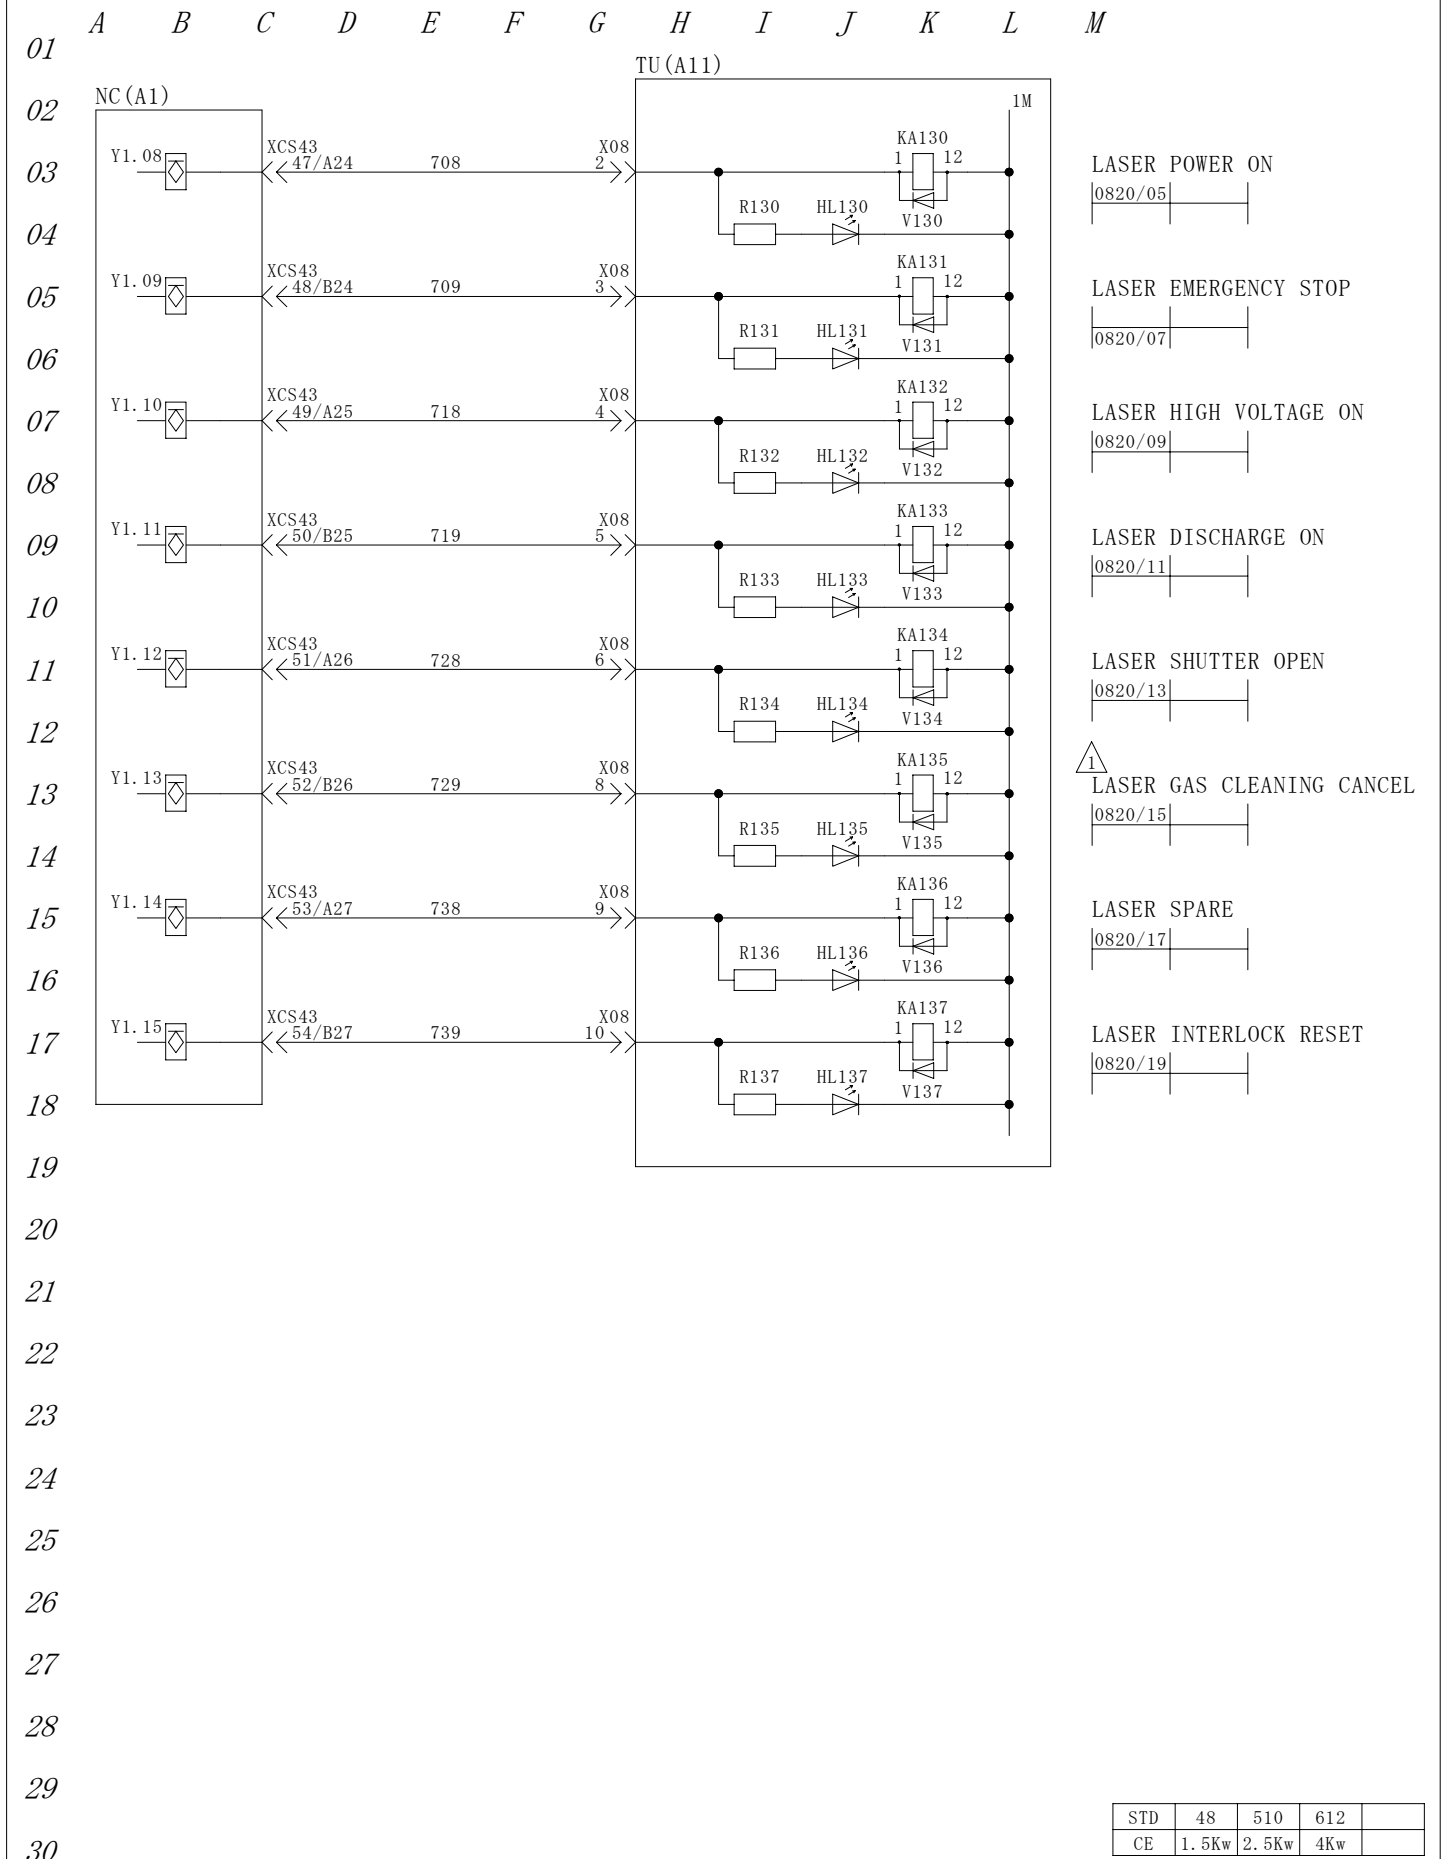 A B C D E F G H I J K L M
01
TU(A11)
NC(A1)
02
1M
XCS43 X08 KA130
Y1.08 47/A24 708 2 1 12 LASER POWER ON
03
0820/05
R130 HL130 V130
04
XCS43 X08 KA131
Y1.09 48/B24 709 3 1 12 LASER EMERGENCY STOP
05
R131 HL131 V131 0820/07
06
XCS43 X08 KA132
Y1.10 49/A25 718 4 1 12 LASER HIGH VOLTAGE ON
07
0820/09
R132 HL132 V132
08
XCS43 X08 KA133
Y1.11 50/B25 719 5 1 12 LASER DISCHARGE ON
09
0820/11
R133 HL133 V133
10
XCS43 X08 KA134
Y1.12 51/A26 728 6 1 12 LASER SHUTTER OPEN
11
0820/13
R134 HL134 V134
12
1
XCS43 X08 KA135
Y1.13 52/B26 729 8 1 12 LASER GAS CLEANING CANCEL
13
0820/15
R135 HL135 V135
14
XCS43 X08 KA136
Y1.14 53/A27 738 9 1 12 LASER SPARE
15
0820/17
R136 HL136 V136
16
XCS43 X08 KA137
Y1.15 54/B27 739 10 1 12 LASER INTERLOCK RESET
17
0820/19
R137 HL137 V137
18
19
20
21
22
23
24
25
26
27
28
29
STD 48 510 612
30 CE 1.5Kw 2.5Kw 4Kw